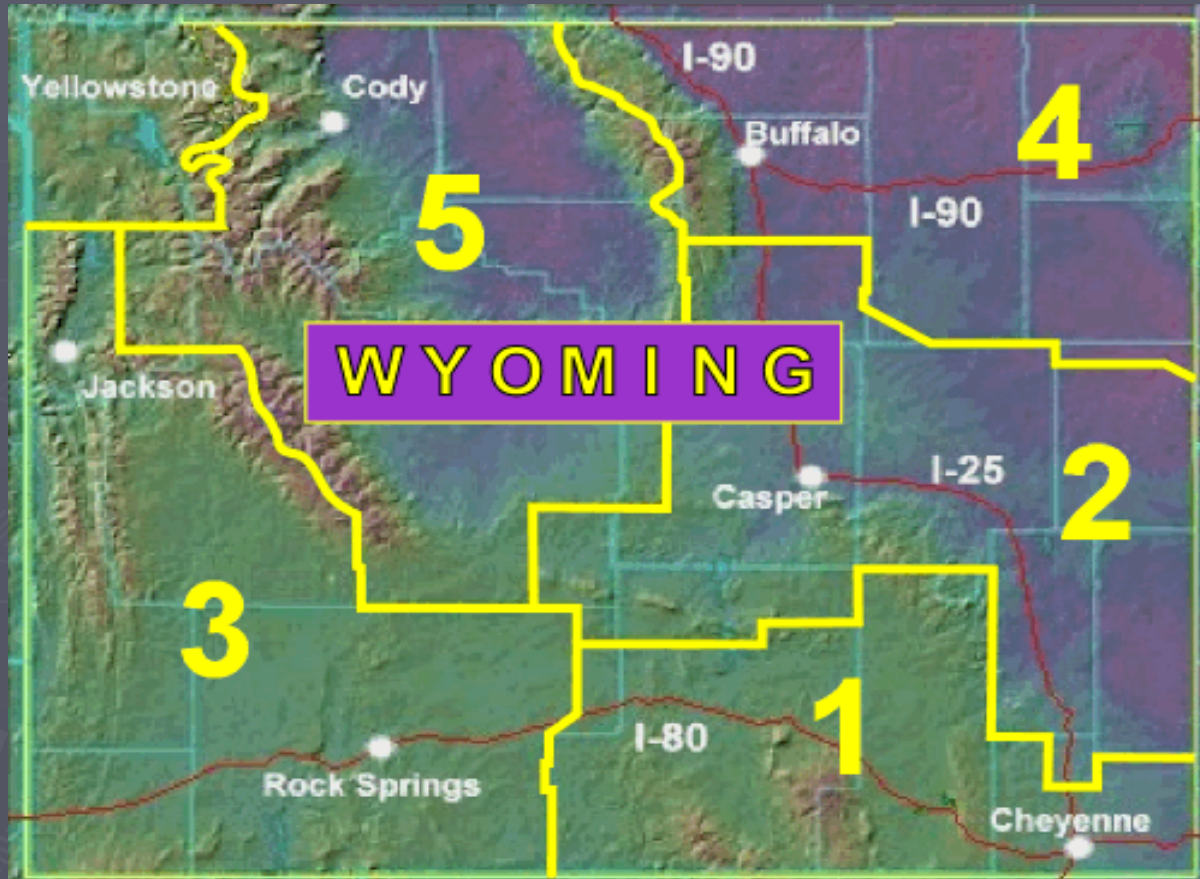 I-90
Yellowstone
Cody
4
Buffalo
5
I-90
WYOMING
Jackson
I-25
2
Casper
3
1
I-80
Rock Springs
Cheyenne